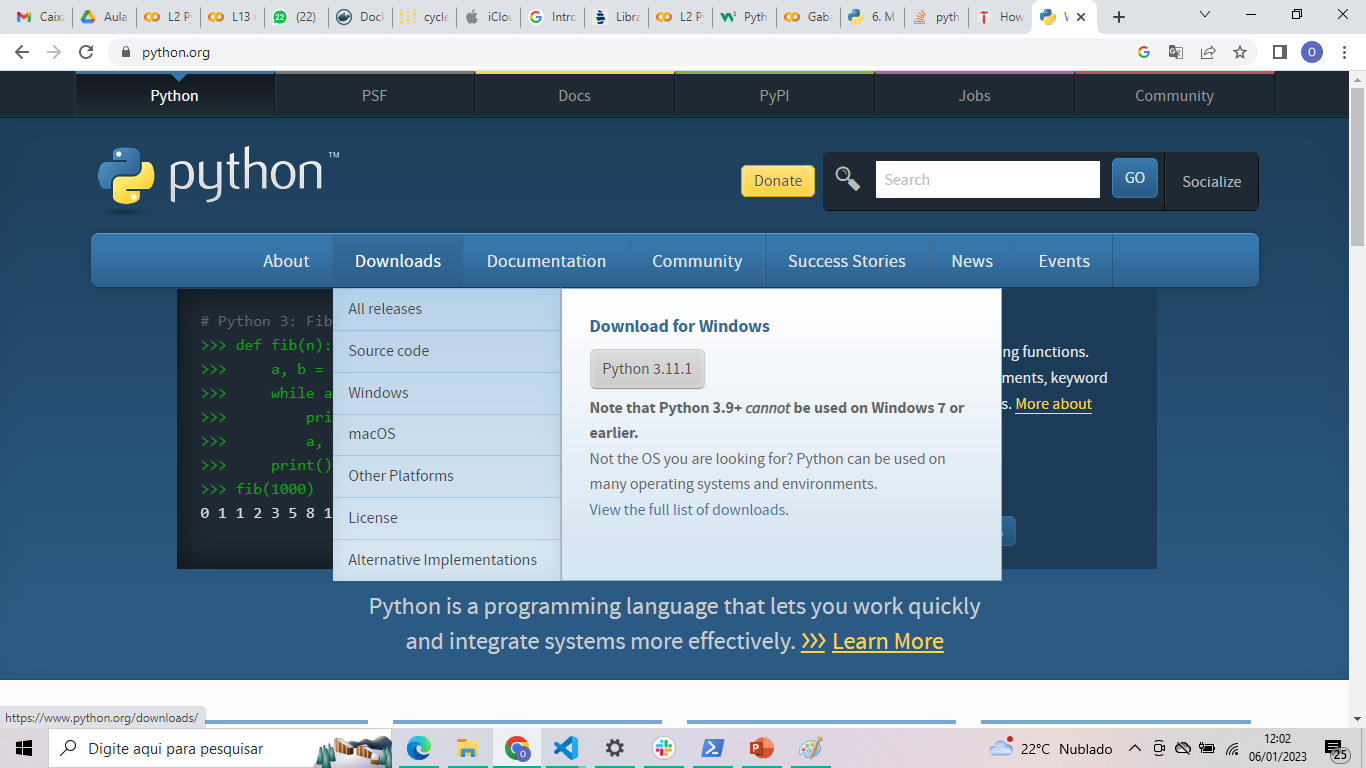 Caixa
Aula
L2 P
L13
(22)
Dock
cycle
iClou
Intro
Libra
L2 P
Pyth
Gaba
6. M
pyth
How
python.org
O
Python
PSF
Docs
PyPI
Jobs
Community
python™
Donate
Search
GO
Socialize
About
Downloads
Documentation
Community
Success Stories
News
Events
# Python 3: Fib
>>> def fib(n):
>>>     a, b =
>>>     while a
>>>         pri
>>>         a,
>>>     print()
>>> fib(1000)
0 1 1 2 3 5 8 1
All releases
Source code
Windows
macOS
Other Platforms
License
Alternative Implementations
Download for Windows
Python 3.11.1
Note that Python 3.9+ cannot be used on Windows 7 or
earlier.
Not the OS you are looking for? Python can be used on
many operating systems and environments.
View the full list of downloads.
ng functions.
ments, keyword
s. More about
Python is a programming language that lets you work quickly
and integrate systems more effectively. >>> Learn More
https://www.python.org/downloads/
Digite aqui para pesquisar
22°C Nublado
12:02
06/01/2023
25